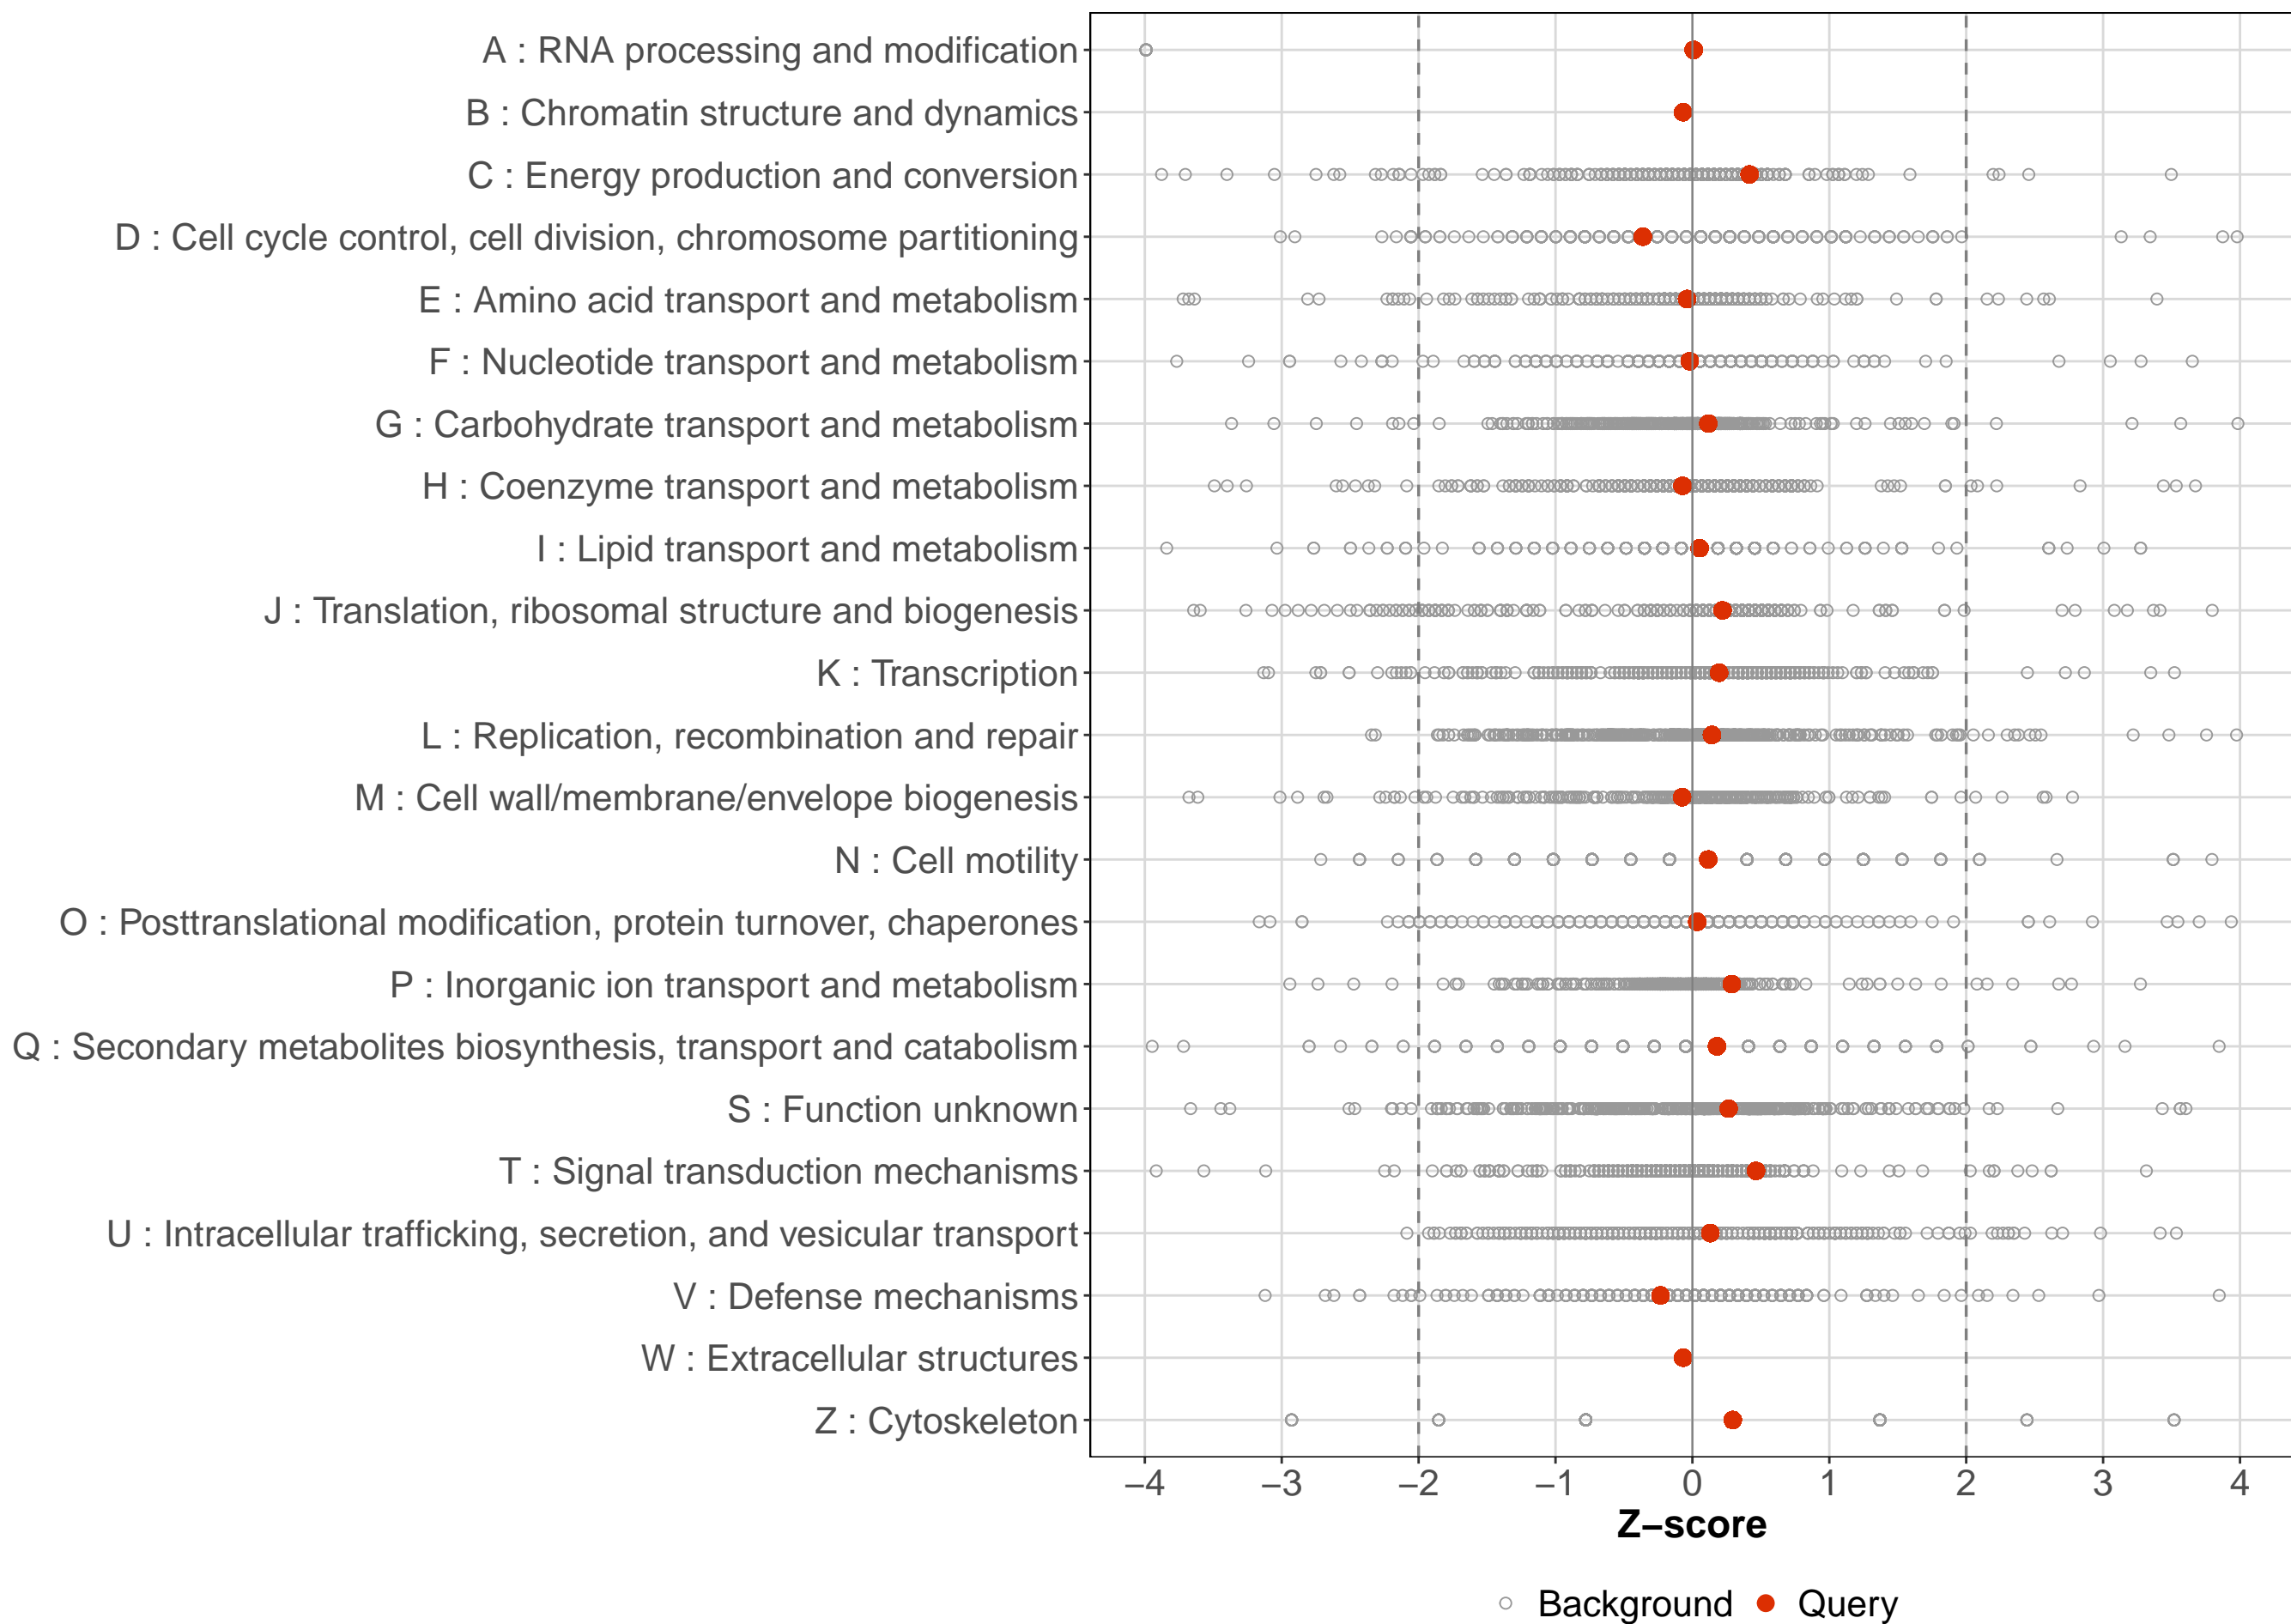 A : RNA processing and modification
B : Chromatin structure and dynamics
C : Energy production and conversion
D : Cell cycle control, cell division, chromosome partitioning
E : Amino acid transport and metabolism
F : Nucleotide transport and metabolism
G : Carbohydrate transport and metabolism
H : Coenzyme transport and metabolism
I : Lipid transport and metabolism
J : Translation, ribosomal structure and biogenesis
K : Transcription
L : Replication, recombination and repair
M : Cell wall/membrane/envelope biogenesis
N : Cell motility
O : Posttranslational modification, protein turnover, chaperones
P : Inorganic ion transport and metabolism
Q : Secondary metabolites biosynthesis, transport and catabolism
S : Function unknown
T : Signal transduction mechanisms
U : Intracellular trafficking, secretion, and vesicular transport
V : Defense mechanisms
W : Extracellular structures
Z : Cytoskeleton
−4 −3 −2 −1 0 1 2 3 4
Z−score
Background Query